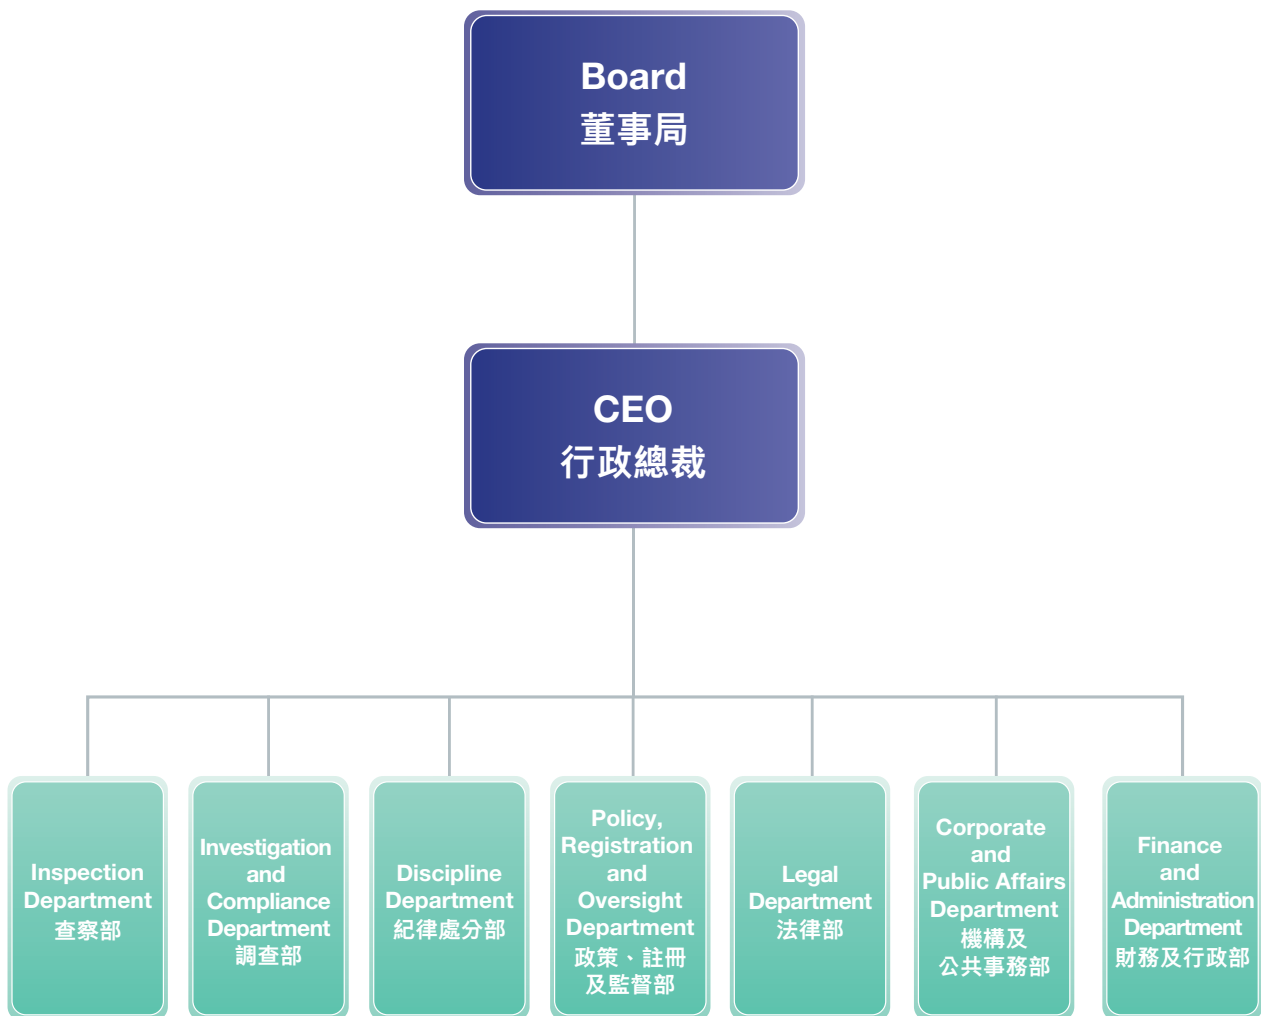 Board
董事局
CEO
行政總裁
Inspection
Department
查察部
Investigation
and
Compliance
Department
調查部
Discipline
Department
紀律處分部
Policy,
Registration
and
Oversight
Department
政策、註冊
及監督部
Legal
Department
法律部
Corporate
and
Public Affairs
Department
機構及
公共事務部
Finance
and
Administration
Department
財務及行政部